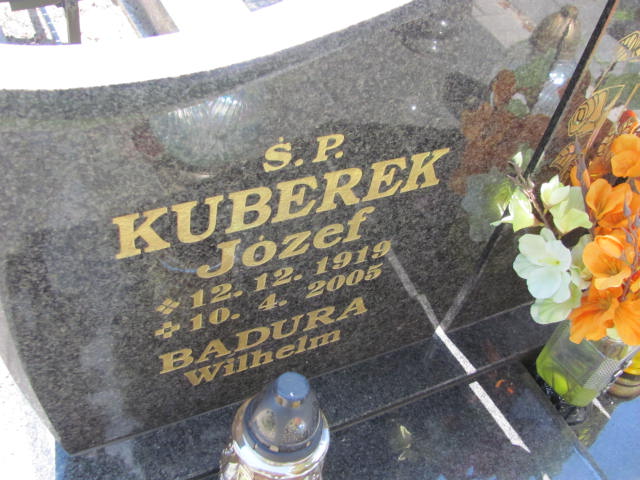 Ś.P.
KUBEREK
Józef
12. 12. 1919
10. 4. 2005
BADURA
Wilhelm